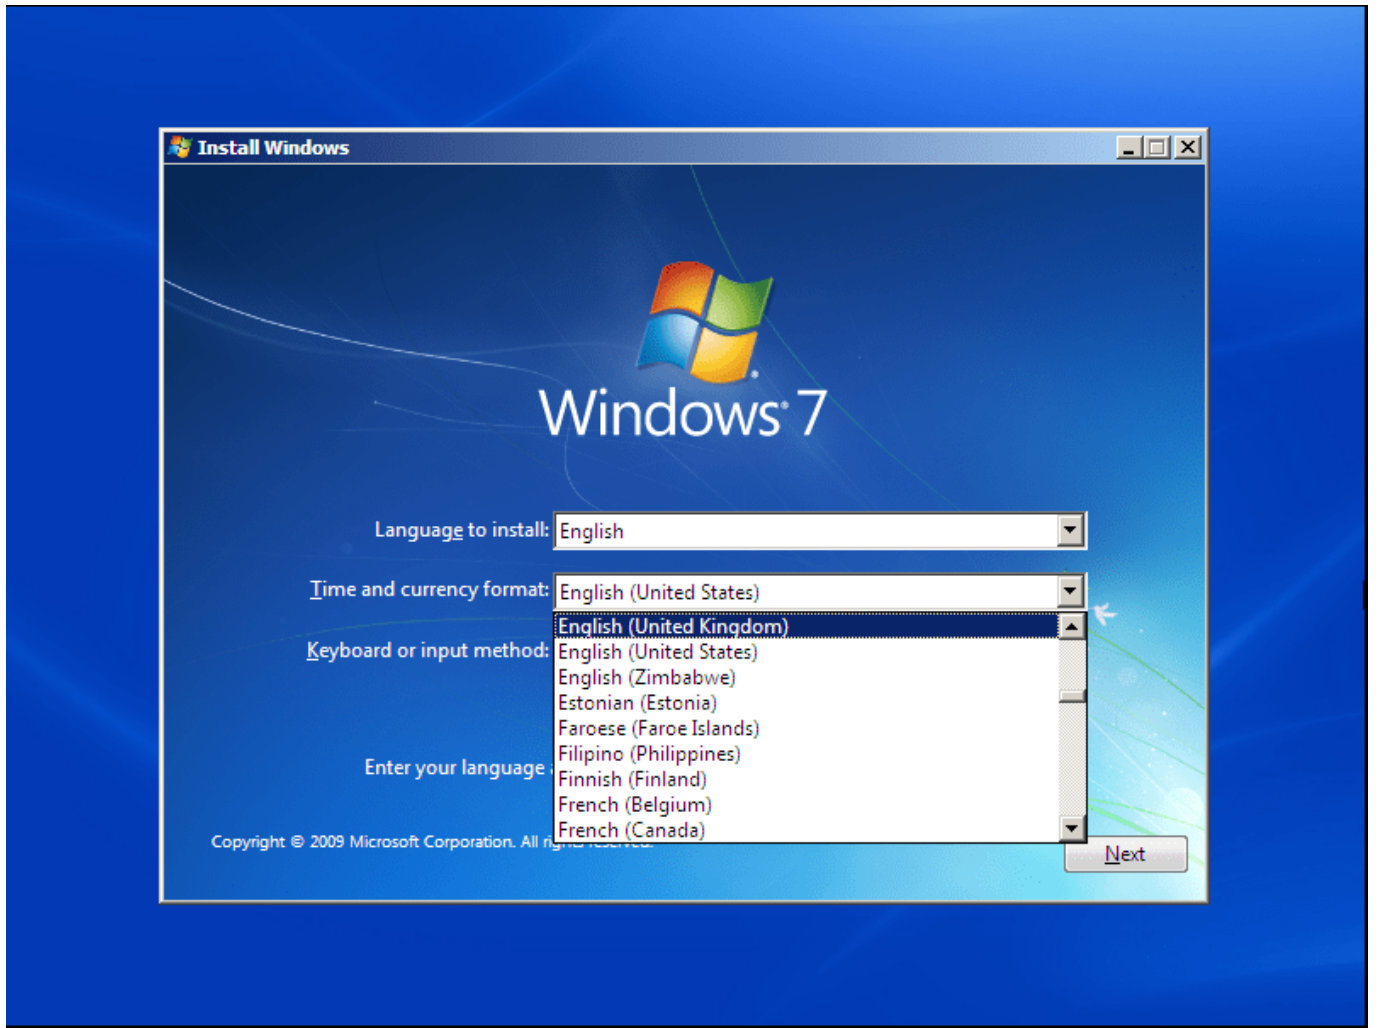 Install Windows
Windows® 7
Language to install: English
Time and currency format: English (United States)
English (United Kingdom)
Keyboard or input method: English (United States)
English (Zimbabwe)
Estonian (Estonia)
Faroese (Faroe Islands)
Filipino (Philippines)
Enter your language
Finnish (Finland)
French (Belgium)
French (Canada)
Copyright © 2009 Microsoft Corporation. All rights reserved.
Next